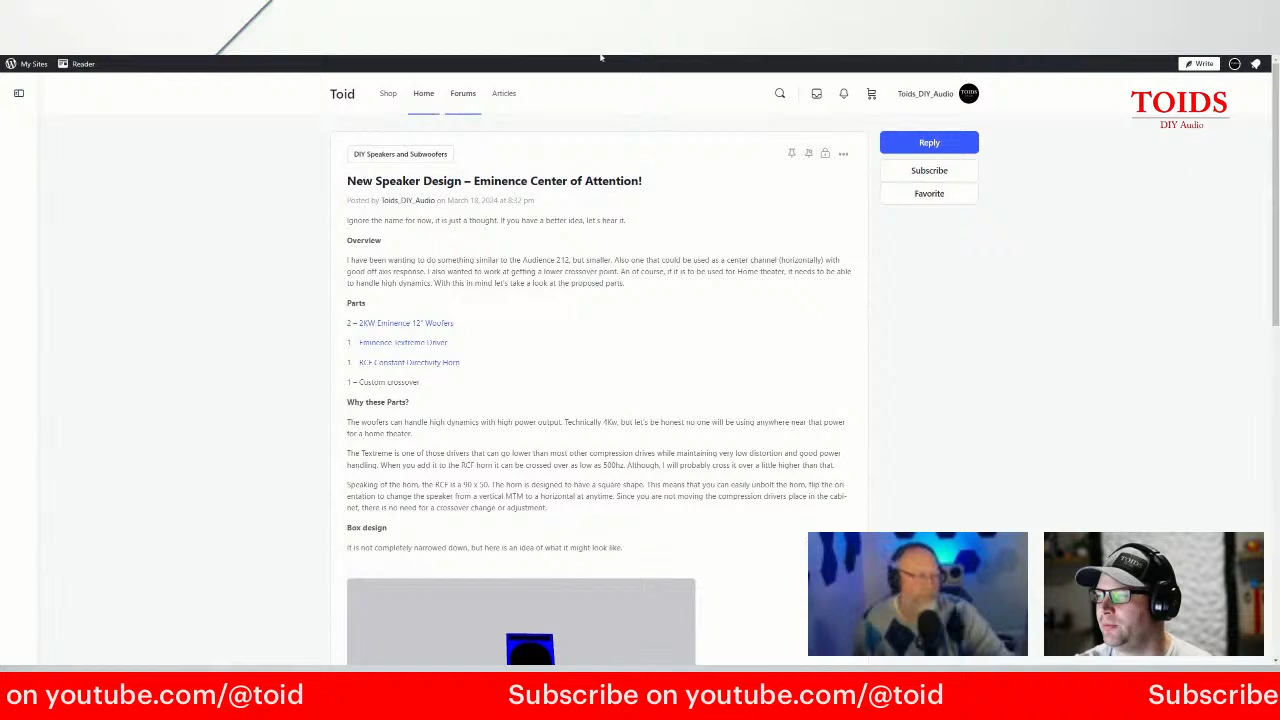 My Sites
Reader
Write
Toid
Shop
Home
Forums
Articles
Toids_DIY_Audio
TOIDS
TOIDS
DIY Audio
DIY Speakers and Subwoofers
Reply
Subscribe
Favorite
New Speaker Design – Eminence Center of Attention!
Posted by Toids_DIY_Audio on March 18, 2024 at 8:32 pm
Ignore the name for now, it is just a thought. If you have a better idea, let's hear it.
Overview
I have been wanting to do something similar to the Audience 212, but smaller. Also one that could be used as a center channel (horizontally) with
good off axis response. I also wanted to work at getting a lower crossover point. An of course, if it is to be used for Home theater, it needs to be able
to handle high dynamics. With this in mind let's take a look at the proposed parts.
Parts
2 – 2KW Eminence 12" Woofers
1 Eminence Textreme Driver
1 RCF Constant Directivity Horn
1 – Custom crossover
Why these Parts?
The woofers can handle high dynamics with high power output. Technically 4Kw, but let's be honest no one will be using anywhere near that power
for a home theater.
The Textreme is one of those drivers that can go lower than most other compression drives while maintaining very low distortion and good power
handling. When you add it to the RCF horn it can be crossed over as low as 500hz. Although, I will probably cross it over a little higher than that.
Speaking of the horn, the RCF is a 90 x 50. The horn is designed to have a square shape. This means that you can easily unbolt the horn, flip the ori-
entation to change the speaker from a vertical MTM to a horizontal at anytime. Since you are not moving the compression drivers place in the cabi-
net, there is no need for a crossover change or adjustment.
Box design
It is not completely narrowed down, but here is an idea of what it might look like.
TOIDS
on youtube.com/@toid
Subscribe on youtube.com/@toid
Subscribe